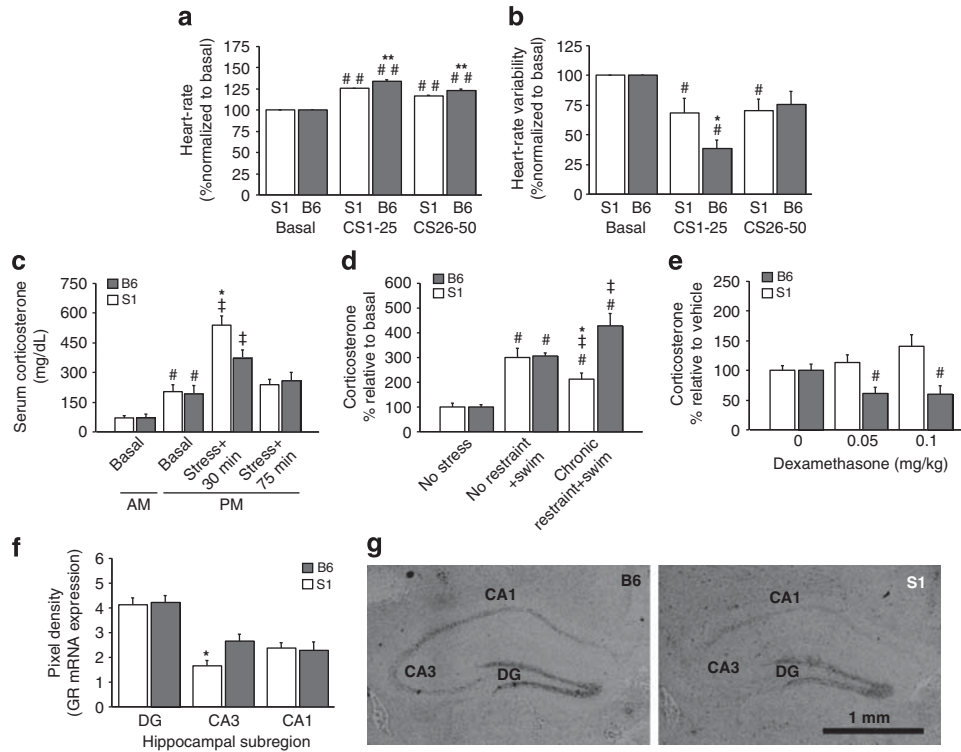 a
Heart-rate
(%normalized to basal)
175
150
125
100
75
50
25
0
# #
**
# #
# #
**
# #
S1 B6 S1 B6 S1 B6
Basal CS1-25 CS26-50
b
Heart-rate variability
(%normalized to basal)
125
100
75
50
25
0
#
*
#
#
S1 B6 S1 B6 S1 B6
Basal CS1-25 CS26-50
c
Serum corticosterone
(mg/dL)
750
600
450
300
150
0
B6
S1
# #
*
‡
‡
Basal
Basal
Stress+
30 min
Stress+
75 min
AM PM
d
Corticosterone
% relative to basal
600
500
400
300
200
100
0
B6
S1
# #
*
‡
#
‡
#
No stress
No restraint
+swim
Chronic
restraint+swim
e
Corticosterone
% relative to vehicle
250
200
150
100
50
0
B6
S1
#
#
0 0.05 0.1
Dexamethasone (mg/kg)
f
Pixel density
(GR mRNA expression)
6
5
4
3
2
1
0
B6
S1
*
DG CA3 CA1
Hippocampal subregion
g
B6
CA1
CA3
DG
S1
CA1
CA3
DG
1 mm